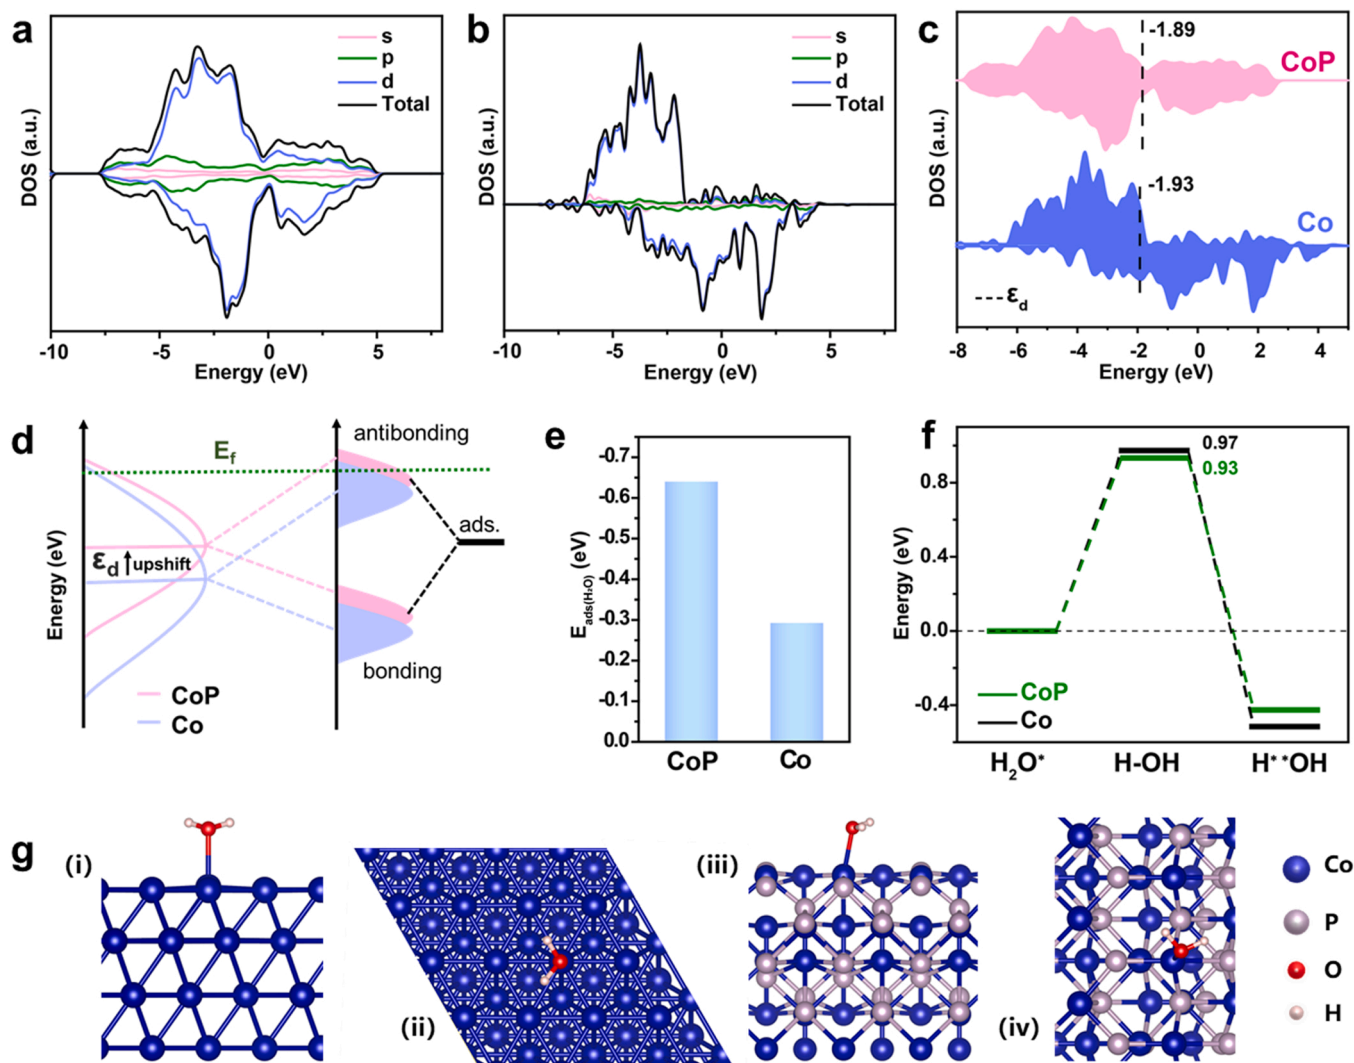 a
s
p
d
Total
DOS (a.u.)
-10
-5
0
5
Energy (eV)
b
s
p
d
Total
DOS (a.u.)
-10
-5
0
5
Energy (eV)
c
-1.89
CoP
-1.93
Co
εd
DOS (a.u.)
-8
-6
-4
-2
0
2
4
Energy (eV)
d
Ef
antibonding
ads.
εd upshift
bonding
CoP
Co
Energy (eV)
e
-0.7
-0.6
-0.5
-0.4
-0.3
-0.2
-0.1
0.0
Eads(H₂O) (eV)
CoP
Co
f
0.97
0.93
0.8
0.4
0.0
-0.4
Energy (eV)
CoP
Co
H₂O*
H-OH
H* *OH
g
(i)
(ii)
(iii)
(iv)
Co
P
O
H